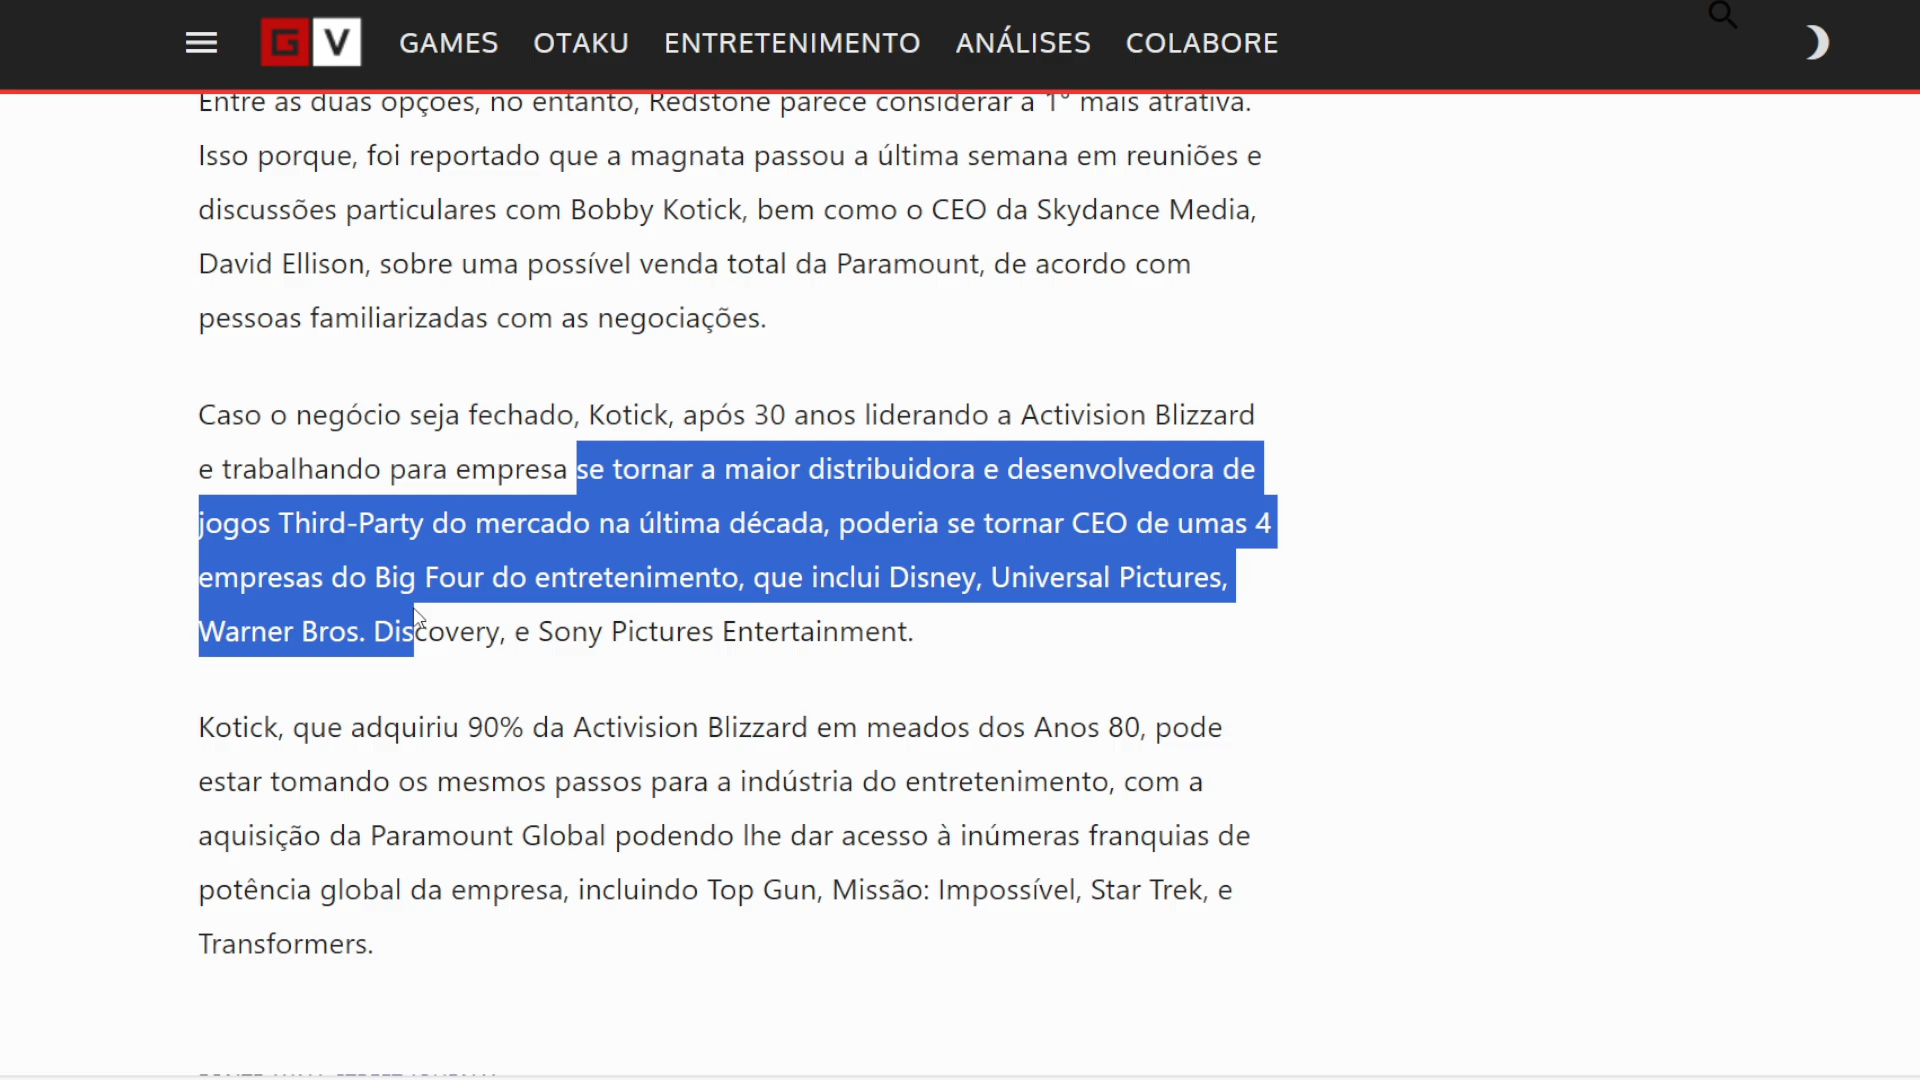 GV GAMES OTAKU ENTRETENIMENTO ANÁLISES COLABORE
Entre as duas opções, no entanto, Redstone parece considerar a 1° mais atrativa.
Isso porque, foi reportado que a magnata passou a última semana em reuniões e
discussões particulares com Bobby Kotick, bem como o CEO da Skydance Media,
David Ellison, sobre uma possível venda total da Paramount, de acordo com
pessoas familiarizadas com as negociações.
Caso o negócio seja fechado, Kotick, após 30 anos liderando a Activision Blizzard
e trabalhando para empresa se tornar a maior distribuidora e desenvolvedora de
jogos Third-Party do mercado na última década, poderia se tornar CEO de umas 4
empresas do Big Four do entretenimento, que inclui Disney, Universal Pictures,
Warner Bros. Discovery, e Sony Pictures Entertainment.
Kotick, que adquiriu 90% da Activision Blizzard em meados dos Anos 80, pode
estar tomando os mesmos passos para a indústria do entretenimento, com a
aquisição da Paramount Global podendo lhe dar acesso à inúmeras franquias de
potência global da empresa, incluindo Top Gun, Missão: Impossível, Star Trek, e
Transformers.